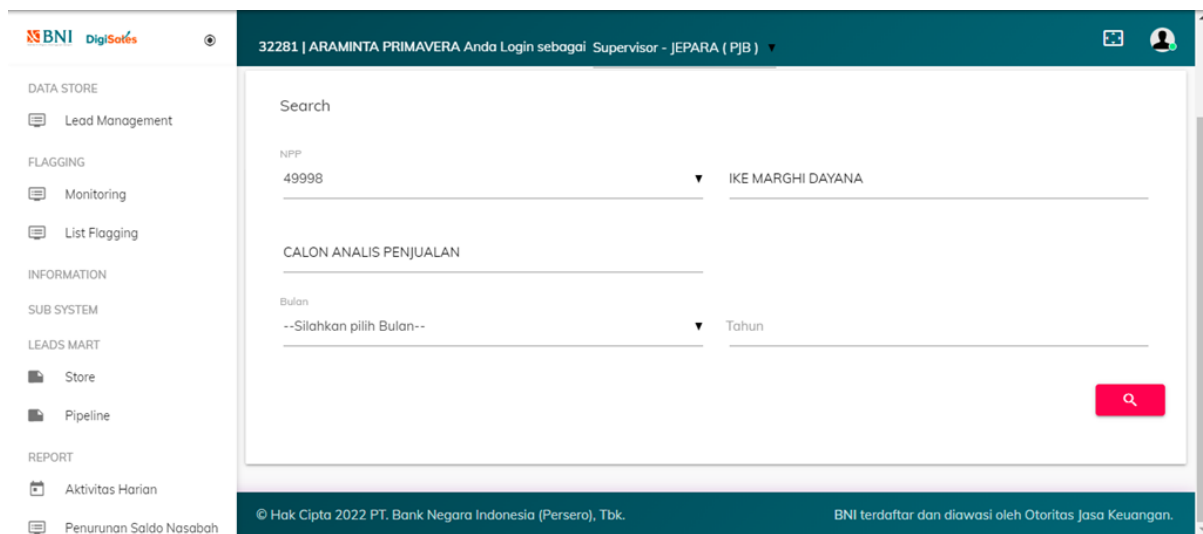 BNI DigiSales
32281 | ARAMINTA PRIMAVERA Anda Login sebagai Supervisor - JEPARA ( PJB )
DATA STORE
Lead Management
FLAGGING
Monitoring
List Flagging
INFORMATION
SUB SYSTEM
LEADS MART
Store
Pipeline
REPORT
Aktivitas Harian
Penurunan Saldo Nasabah
Search
NPP
49998
IKE MARGHI DAYANA
CALON ANALIS PENJUALAN
Bulan
--Silahkan pilih Bulan--
Tahun
© Hak Cipta 2022 PT. Bank Negara Indonesia (Persero), Tbk.
BNI terdaftar dan diawasi oleh Otoritas Jasa Keuangan.